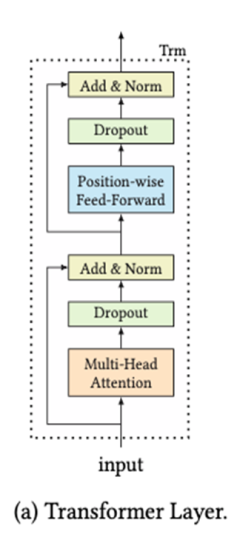 Trm
Add & Norm
Dropout
Position-wise
Feed-Forward
Add & Norm
Dropout
Multi-Head
Attention
input
(a) Transformer Layer.